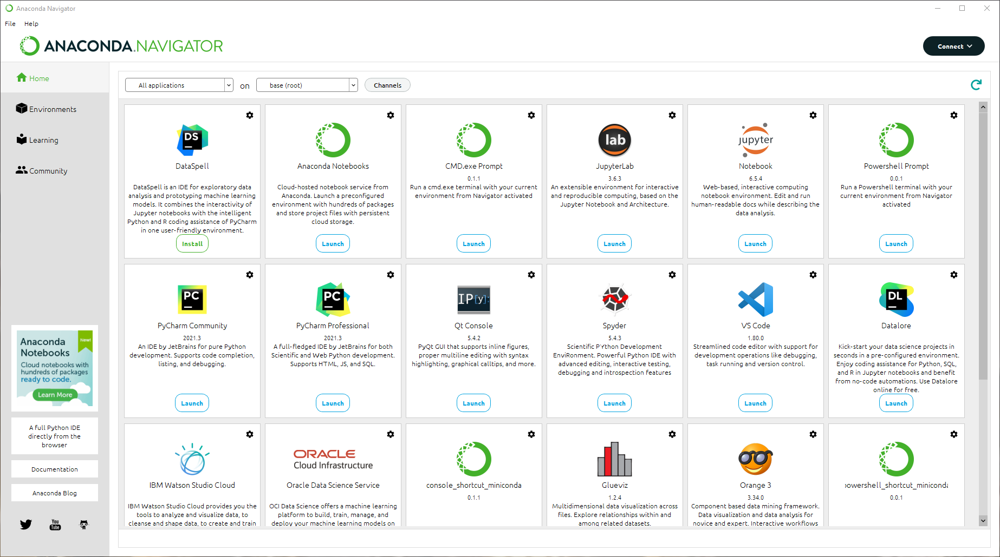 Anaconda Navigator
File Help
ANACONDA.NAVIGATOR
Connect
Home
Environments
Learning
Community
Anaconda
Notebooks
New!
Cloud notebooks with
hundreds of packages
ready to code.
Learn More
A full Python IDE
directly from the
browser
Documentation
Anaconda Blog
You
Tube
All applications on base (root) Channels
DS
DataSpell
DataSpell is an IDE for exploratory data
analysis and prototyping machine learning
models. It combines the interactivity of
Jupyter notebooks with the intelligent
Python and R coding assistance of PyCharm
in one user-friendly environment.
Install
Anaconda Notebooks
Cloud-hosted notebook service from
Anaconda. Launch a preconfigured
environment with hundreds of packages
and store project files with persistent
cloud storage.
Launch
CMD.exe Prompt
0.1.1
Run a cmd.exe terminal with your current
environment from Navigator activated
Launch
lab
JupyterLab
3.6.3
An extensible environment for interactive
and reproducible computing, based on the
Jupyter Notebook and Architecture.
Launch
jupyter
Notebook
6.5.4
Web-based, interactive computing
notebook environment. Edit and run
human-readable docs while describing the
data analysis.
Launch
Powershell Prompt
0.0.1
Run a Powershell terminal with your
current environment from Navigator
activated
Launch
PC
PyCharm Community
2021.3
An IDE by JetBrains for pure Python
development. Supports code completion,
listing, and debugging.
Launch
PC
PyCharm Professional
2021.3
A full-fledged IDE by JetBrains for both
Scientific and Web Python development.
Supports HTML, JS, and SQL.
Launch
IP[y]:
Qt Console
5.4.2
PyQt GUI that supports inline figures,
proper multiline editing with syntax
highlighting, graphical calltips, and more.
Launch
Spyder
5.4.3
Scientific PYthon Development
EnviRonment. Powerful Python IDE with
advanced editing, interactive testing,
debugging and introspection features
Launch
VS Code
1.80.0
Streamlined code editor with support for
development operations like debugging,
task running and version control.
Launch
DL
Datalore
Kick-start your data science projects in
seconds in a pre-configured environment.
Enjoy coding assistance for Python, SQL,
and R in Jupyter notebooks and benefit
from no-code automations. Use Datalore
online for free.
Launch
IBM Watson Studio Cloud
IBM Watson Studio Cloud provides you the
tools to analyze and visualize data, to
cleanse and shape data, to create and train
ORACLE
Cloud Infrastructure
Oracle Data Science Service
OCI Data Science offers a machine learning
platform to build, train, manage, and
deploy your machine learning models on
console_shortcut_miniconda
0.1.1
Glueviz
1.2.4
Multidimensional data visualization across
files. Explore relationships within and
among related datasets.
Orange 3
3.34.0
Component based data mining framework.
Data visualization and data analysis for
novice and expert. Interactive workflows
powershell_shortcut_miniconda
0.0.1